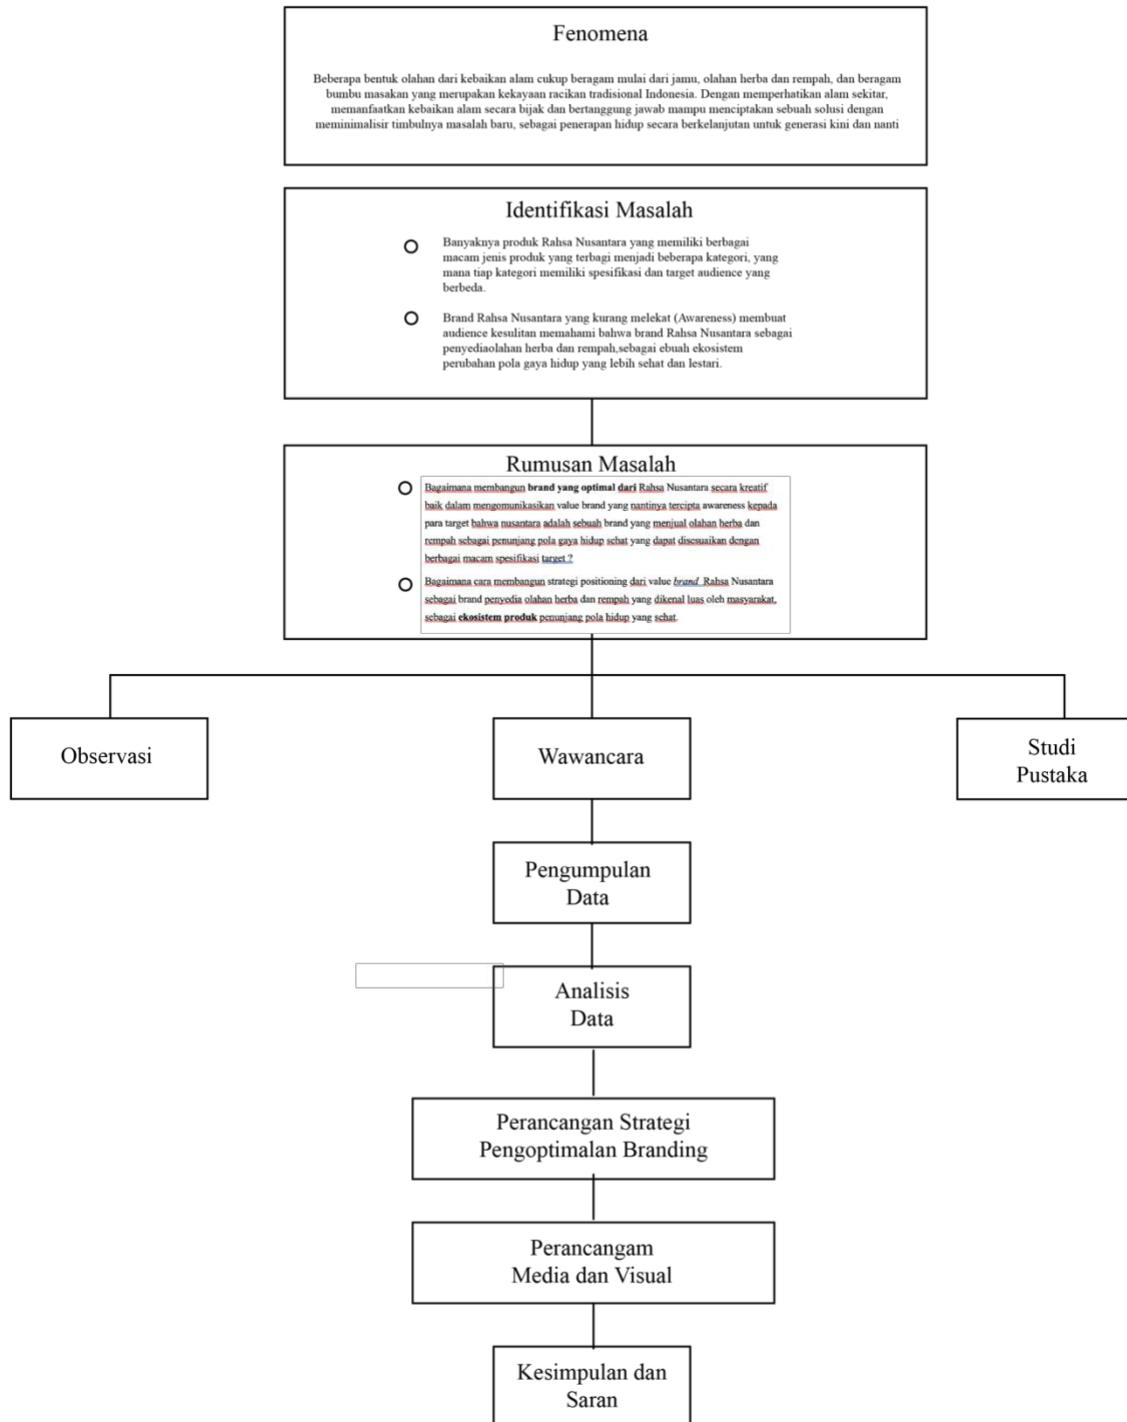 Fenomena
Beberapa bentuk olahan dari kebaikan alam cukup beragam mulai dari jamu, olahan herba dan rempah, dan beragam
bumbu masakan yang merupakan kekayaan racikan tradisional Indonesia. Dengan memperhatikan alam sekitar,
memanfaatkan kebaikan alam secara bijak dan bertanggung jawab mampu menciptakan sebuah solusi dengan
meminimalisir timbulnya masalah baru, sebagai penerapan hidup secara berkelanjutan untuk generasi kini dan nanti
Identifikasi Masalah
Banyaknya produk Rahsa Nusantara yang memiliki berbagai
macam jenis produk yang terbagi menjadi beberapa kategori, yang
mana tiap kategori memiliki spesifikasi dan target audience yang
berbeda.
Brand Rahsa Nusantara yang kurang melekat (Awareness) membuat
audience kesulitan memahami bahwa brand Rahsa Nusantara sebagai
penyediaolahan herba dan rempah,sebagai ebuah ekosistem
perubahan pola gaya hidup yang lebih sehat dan lestari.
Rumusan Masalah
Bagaimana membangun brand yang optimal dari Rahsa Nusantara secara kreatif
baik dalam mengomunikasikan value brand yang nantinya tercipta awareness kepada
para target bahwa nusantara adalah sebuah brand yang menjual olahan herba dan
rempah sebagai penunjang pola gaya hidup sehat yang dapat disesuaikan dengan
berbagai macam spesifikasi target ?
Bagaimana cara membangun strategi positioning dari value brand Rahsa Nusantara
sebagai brand penyedia olahan herba dan rempah yang dikenal luas oleh masyarakat,
sebagai ekosistem produk penunjang pola hidup yang sehat.
Observasi
Wawancara
Studi
Pustaka
Pengumpulan
Data
Analisis
Data
Perancangan Strategi
Pengoptimalan Branding
Perancangam
Media dan Visual
Kesimpulan dan
Saran